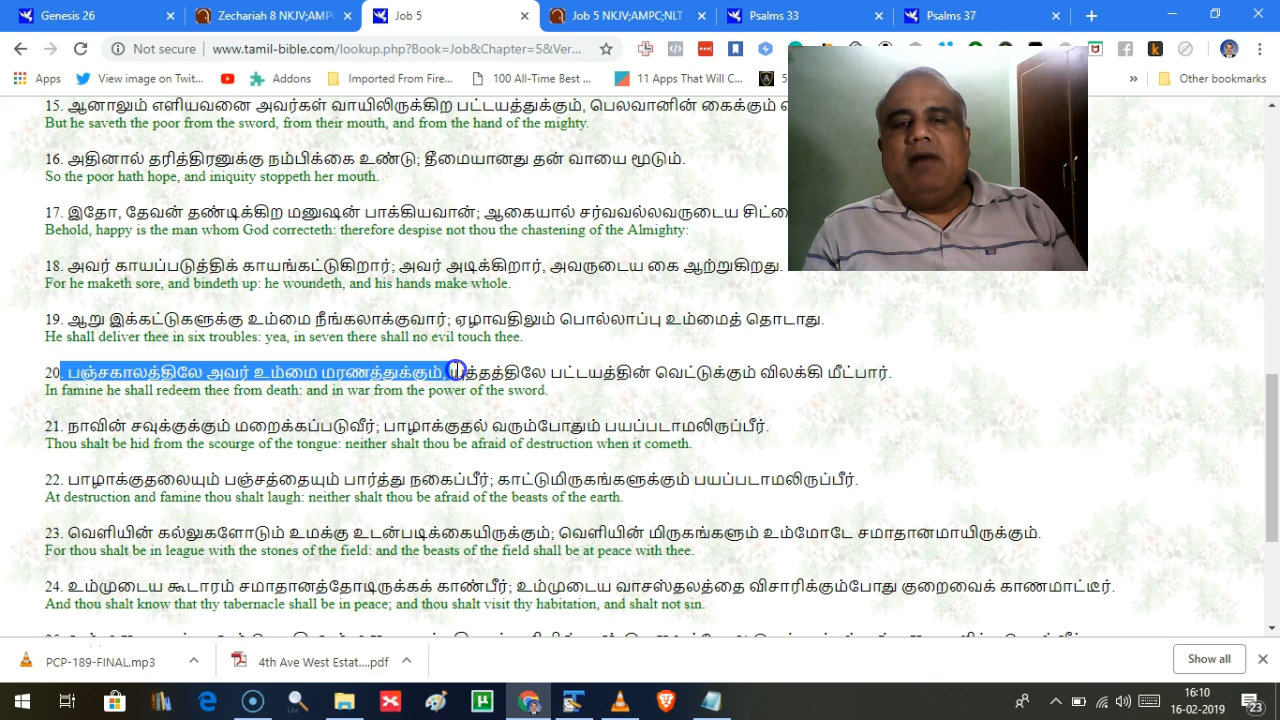 Genesis 26
Zechariah 8 NKJV;AMPC;
Job 5
Job 5 NKJV;AMPC;NLT -
Psalms 33
Psalms 37
Not secure
www.tamil-bible.com/lookup.php?Book=Job&Chapter=5&Ver...
Apps
View image on Twit...
Addons
Imported From Fire...
100 All-Time Best ...
11 Apps That Will C
5
»
Other bookmarks
15. ஆனாலும் எளியவனை அவர்கள் வாயிலிருக்கிற பட்டயத்துக்கும், பெலவானின் கைக்கும்
But he saveth the poor from the sword, from their mouth, and from the hand of the mighty.
16. அதினால் தரித்திரனுக்கு நம்பிக்கை உண்டு; தீமையானது தன் வாயை மூடும்.
So the poor hath hope, and iniquity stoppeth her mouth.
17. இதோ, தேவன் தண்டிக்கிற மனுஷன் பாக்கியவான்; ஆகையால் சர்வவல்லவருடைய
Behold, happy is the man whom God correcteth: therefore despise not thou the chastening of the Almighty:
18. அவர் காயப்படுத்திக் காயங்கட்டுகிறார்; அவர் அடிக்கிறார், அவருடைய கை ஆற்றுகிறது.
For he maketh sore, and bindeth up: he woundeth, and his hands make whole.
19. ஆறு இக்கட்டுகளுக்கு உம்மை நீங்கலாக்குவார்; ஏழாவதிலும் பொல்லாப்பு உம்மைத் தொடாது.
He shall deliver thee in six troubles: yea, in seven there shall no evil touch thee.
20. பஞ்சகாலத்திலே அவர் உம்மை மரணத்துக்கும், யுத்தத்திலே பட்டயத்தின் வெட்டுக்கும் விலக்கி மீட்பார்.
In famine he shall redeem thee from death: and in war from the power of the sword.
21. நாவின் சவுக்குக்கும் மறைக்கப்படுவீர்; பாழாக்குதல் வரும்போதும் பயப்படாமலிருப்பீர்.
Thou shalt be hid from the scourge of the tongue: neither shalt thou be afraid of destruction when it cometh.
22. பாழாக்குதலையும் பஞ்சத்தையும் பார்த்து நகைப்பீர்; காட்டுமிருகங்களுக்கும் பயப்படாமலிருப்பீர்.
At destruction and famine thou shalt laugh: neither shalt thou be afraid of the beasts of the earth.
23. வெளியின் கல்லுகளோடும் உமக்கு உடன்படிக்கையிருக்கும்; வெளியின் மிருகங்களும் உம்மோடே சமாதானமாயிருக்கும்.
For thou shalt be in league with the stones of the field: and the beasts of the field shall be at peace with thee.
24. உம்முடைய கூடாரம் சமாதானத்தோடிருக்கக் காண்பீர்; உம்முடைய வாசஸ்தலத்தை விசாரிக்கும்போது குறைவைக் காணமாட்டீர்.
And thou shalt know that thy tabernacle shall be in peace; and thou shalt visit thy habitation, and shalt not sin.
PCP-189-FINAL.mp3
4th Ave West Estat....pdf
Show all
16:10
16-02-2019
23